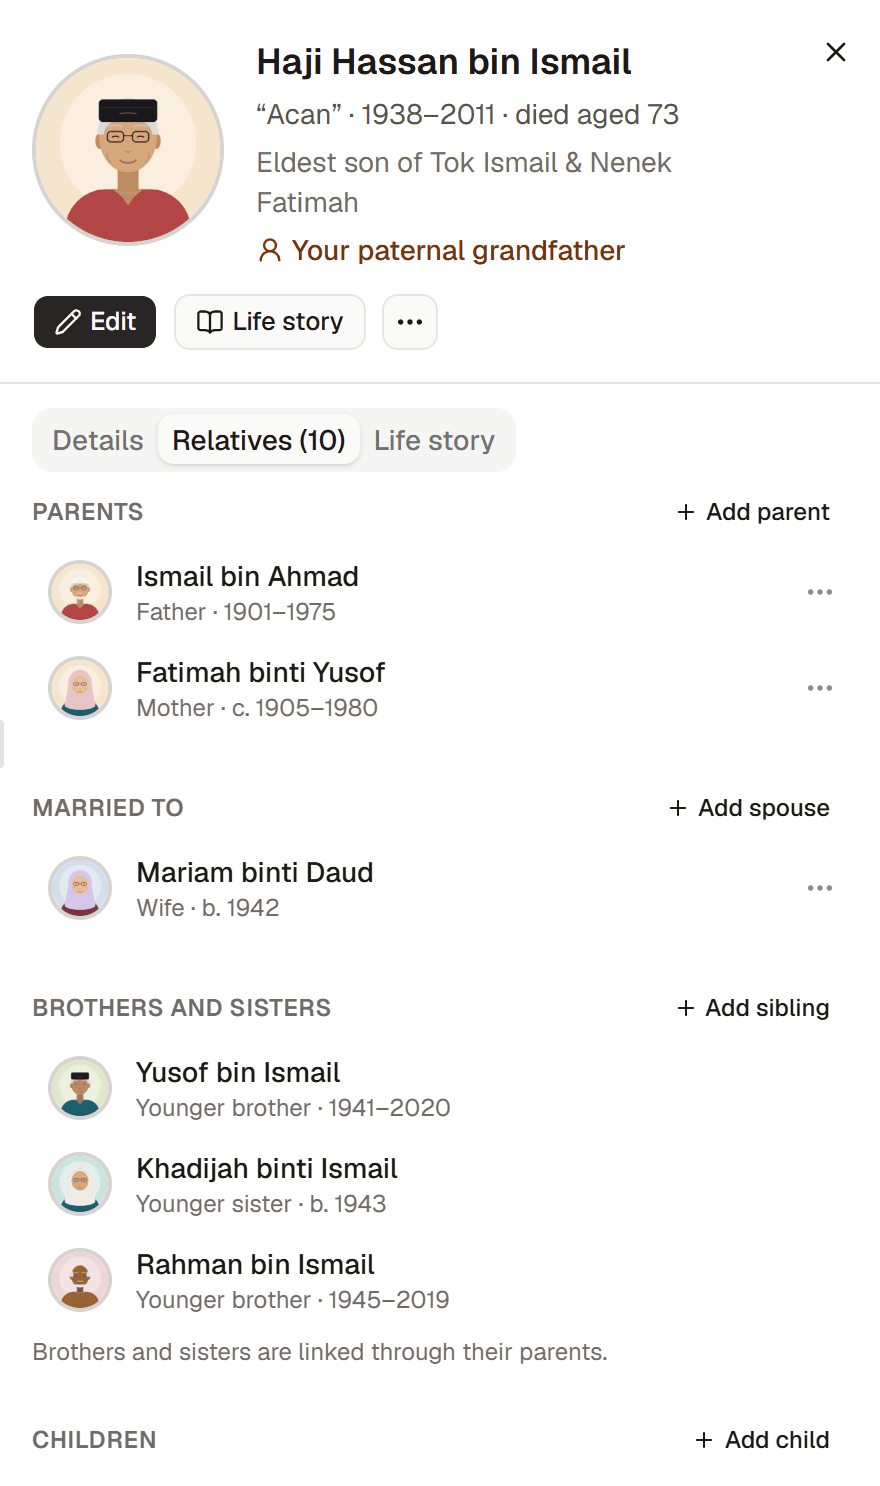 Haji Hassan bin Ismail
“Acan” · 1938–2011 · died aged 73
Eldest son of Tok Ismail & Nenek
Fatimah
Your paternal grandfather
Edit
Life story
Details
Relatives (10)
Life story
PARENTS
+ Add parent
Ismail bin Ahmad
Father · 1901–1975
Fatimah binti Yusof
Mother · c. 1905–1980
MARRIED TO
+ Add spouse
Mariam binti Daud
Wife · b. 1942
BROTHERS AND SISTERS
+ Add sibling
Yusof bin Ismail
Younger brother · 1941–2020
Khadijah binti Ismail
Younger sister · b. 1943
Rahman bin Ismail
Younger brother · 1945–2019
Brothers and sisters are linked through their parents.
CHILDREN
+ Add child